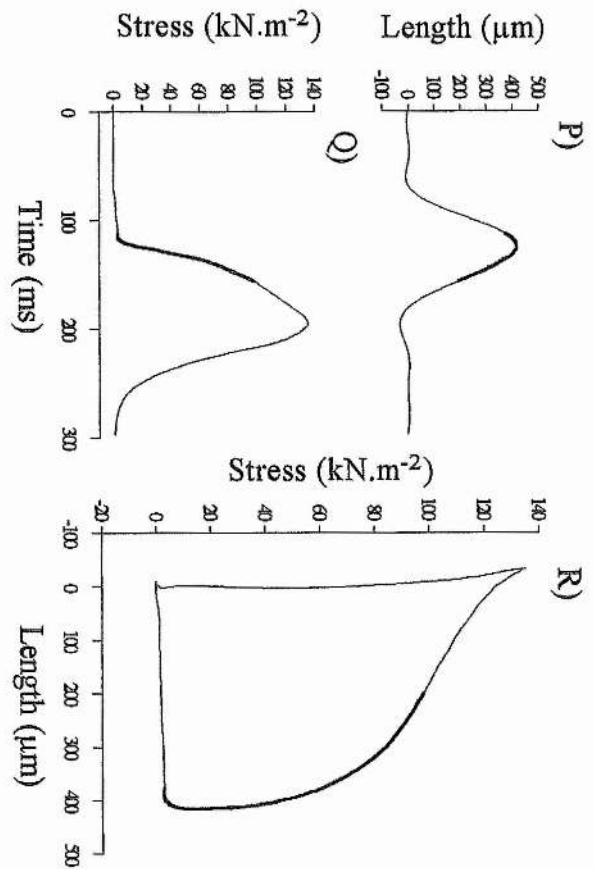 P)
Length (µm)
-100 0 100 200 300 400 500
Q)
Stress (kN.m⁻²)
0 20 40 60 80 100 120 140
0 100 200 300
Time (ms)
R)
Stress (kN.m⁻²)
-20 0 20 40 60 80 100 120 140
-100 0 100 200 300 400 500
Length (µm)